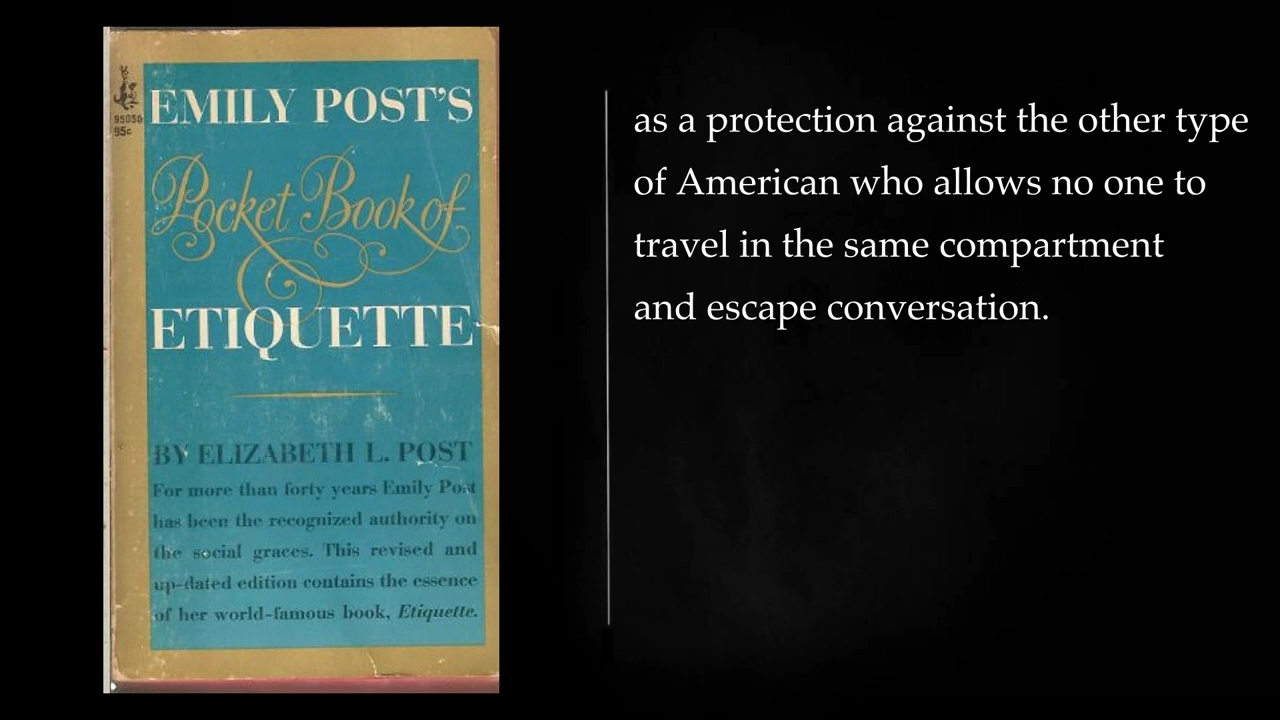 95050
95c
EMILY POST'S
Pocket Book of
ETIQUETTE
BY ELIZABETH L. POST
For more than forty years Emily Post
has been the recognized authority on
the social graces. This revised and
up-dated edition contains the essence
of her world-famous book, Etiquette.
as a protection against the other type
of American who allows no one to
travel in the same compartment
and escape conversation.